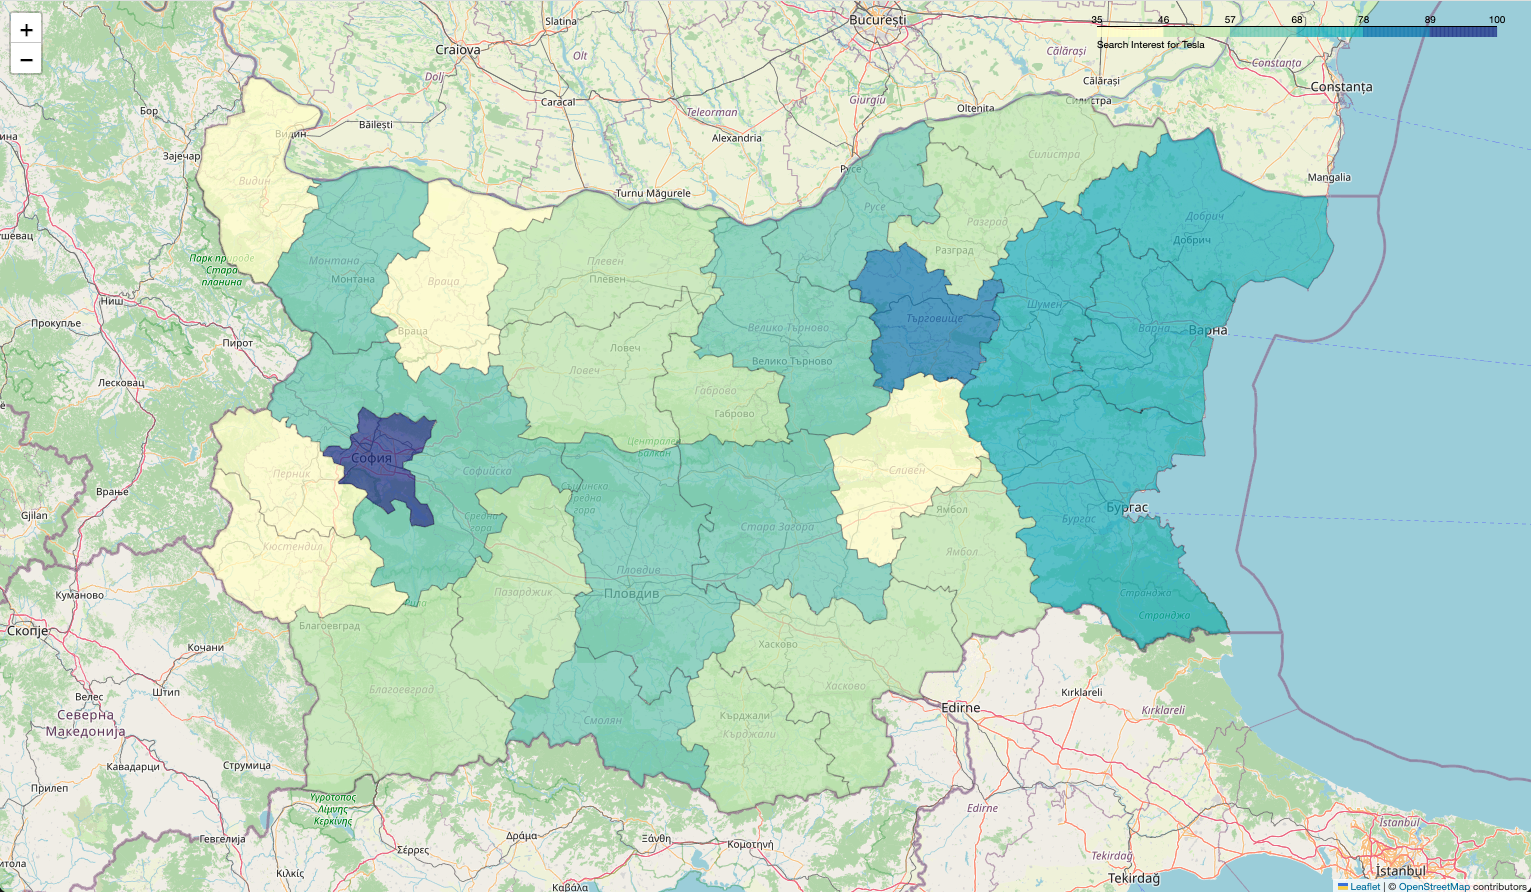 +
−
35 46 57 68 78 89 100
Search Interest for Tesla
București
Slatina
Craiova
Călărași
Constanța
Olt
Dolj
Călărași
Constanța
Caracal
Giurgiu
Бор
Teleorman
Oltenița
Силистра
Băilești
Видин
Alexandria
Зајечар
Силистра
Русе
Mangalia
Видин
Turnu Măgurele
Русе
Разград
Добрич
Добрич
Парк природе
Стара
планина
Монтана
Монтана
Плевен
Плевен
Враца
Разград
Ниш
Шумен
Прокупље
Враца
Търговище
Велико Търново
Варна
Варна
Пирот
Ловеч
Ловеч
Велико Търново
Лесковац
Габрово
Габрово
Централен
Балкан
София
Перник
Софийска
Сливен
Врање
Същинска
средна
гора
Gjilan
Средна
гора
Стара Загора
Ямбол
Бургас
Бургас
Кюстендил
Ямбол
Пловдив
Пловдив
Пазарджик
Куманово
Странджа
Странджа
Скопје
Благоевград
Кочани
Хасково
Хасково
Благоевград
Велес
Штип
Северна
Македонија
Смолян
Кърджали
Кърджали
Edirne
Kırklareli
Kırklareli
Кавадарци
Струмица
Прилеп
Υγρότοπος
Λίμνης
Κερκίνης
Гевгелија
Δράμα
Ξάνθη
Κομοτηνή
Σέρρες
Κιλκίς
Καβάλα
Edirne
Tekirdağ
Tekirdağ
İstanbul
İstanbul
Leaflet | © OpenStreetMap contributors